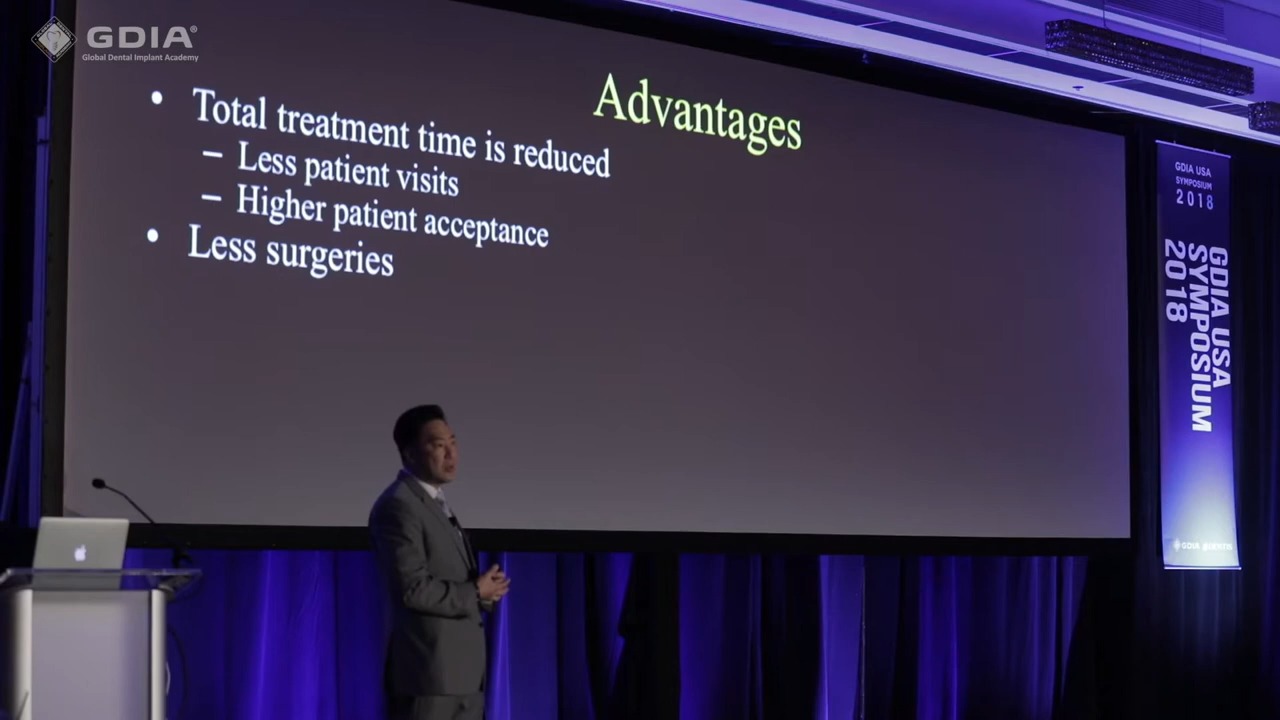 GDIA®
Global Dental Implant Academy
Advantages
• Total treatment time is reduced
– Less patient visits
– Higher patient acceptance
• Less surgeries
GDIA USA
SYMPOSIUM
2018
GDIA USA
SYMPOSIUM
2018
GDIA